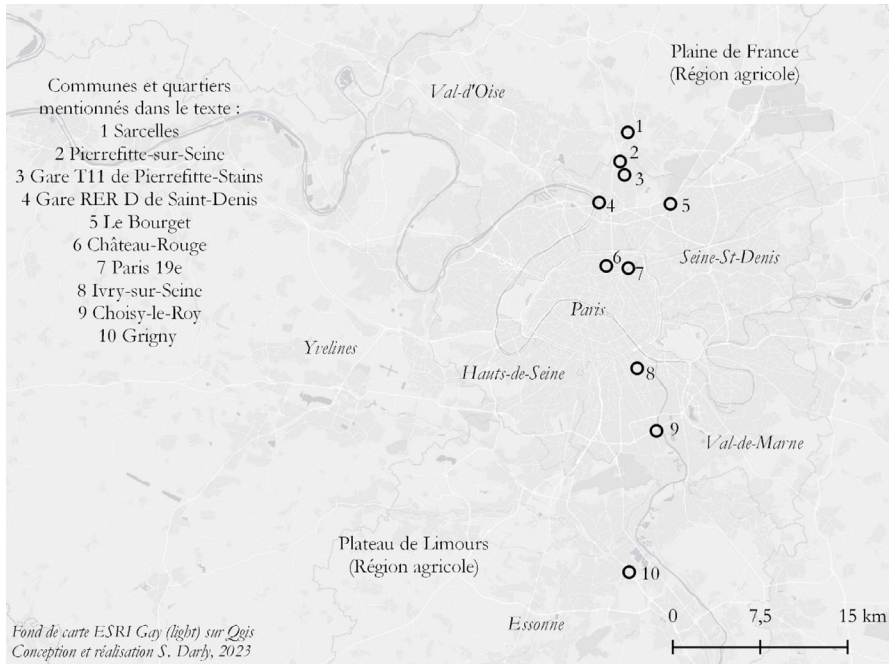 Communes et quartiers
mentionnés dans le texte :
1 Sarcelles
2 Pierrefitte-sur-Seine
3 Gare T11 de Pierrefitte-Stains
4 Gare RER D de Saint-Denis
5 Le Bourget
6 Château-Rouge
7 Paris 19e
8 Ivry-sur-Seine
9 Choisy-le-Roy
10 Grigny
Plaine de France
(Région agricole)
Val-d'Oise
1
2
3
4
5
6
7
Seine-St-Denis
Paris
Yvelines
Hauts-de-Seine
8
9
Val-de-Marne
Plateau de Limours
(Région agricole)
10
Essonne
0 7,5 15 km
Fond de carte ESRI Gay (light) sur Qgis
Conception et réalisation S. Darly, 2023